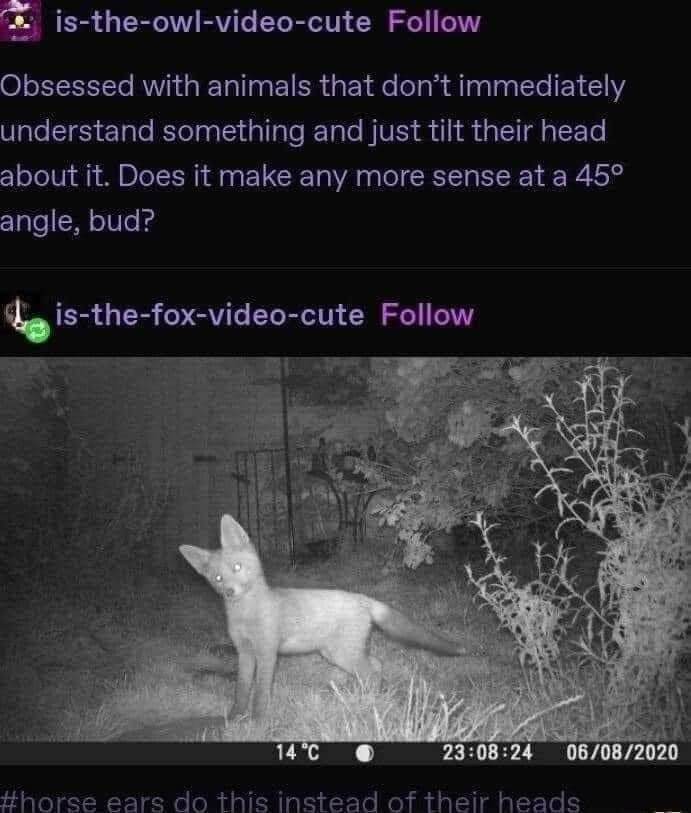 is-the-owl-video-cute Follow
Obsessed with animals that don’t immediately
understand something and just tilt their head
about it. Does it make any more sense at a 45°
angle, bud?
is-the-fox-video-cute Follow
14°C 23:08:24 06/08/2020
#horse ears do this instead of their heads